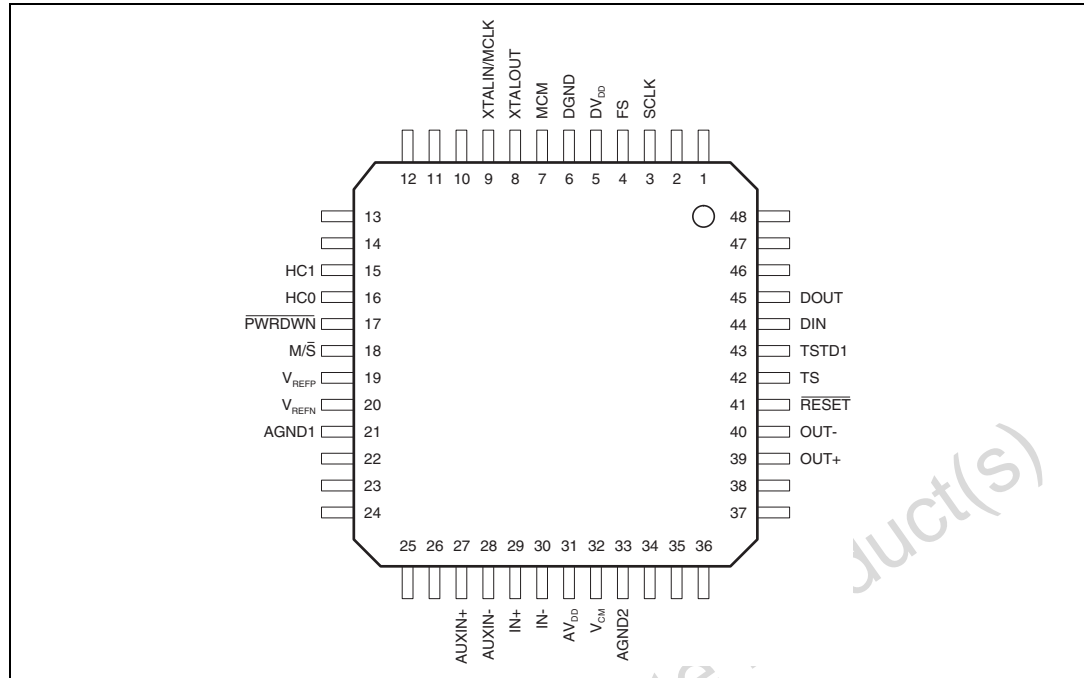 XTALIN/MCLK
XTALOUT
MCM
DGND
DV_DD
FS
SCLK
12 11 10 9 8 7 6 5 4 3 2 1
13
14
HC1 15
HC0 16
P̅W̅R̅D̅W̅N̅ 17
M/S̅ 18
V_REFP 19
V_REFN 20
AGND1 21
22
23
24
48
47
46
45 DOUT
44 DIN
43 TSTD1
42 TS
41 R̅E̅S̅E̅T̅
40 OUT-
39 OUT+
38
37
25 26 27 28 29 30 31 32 33 34 35 36
AUXIN+
AUXIN-
IN+
IN-
AV_DD
V_CM
AGND2
duct(s)